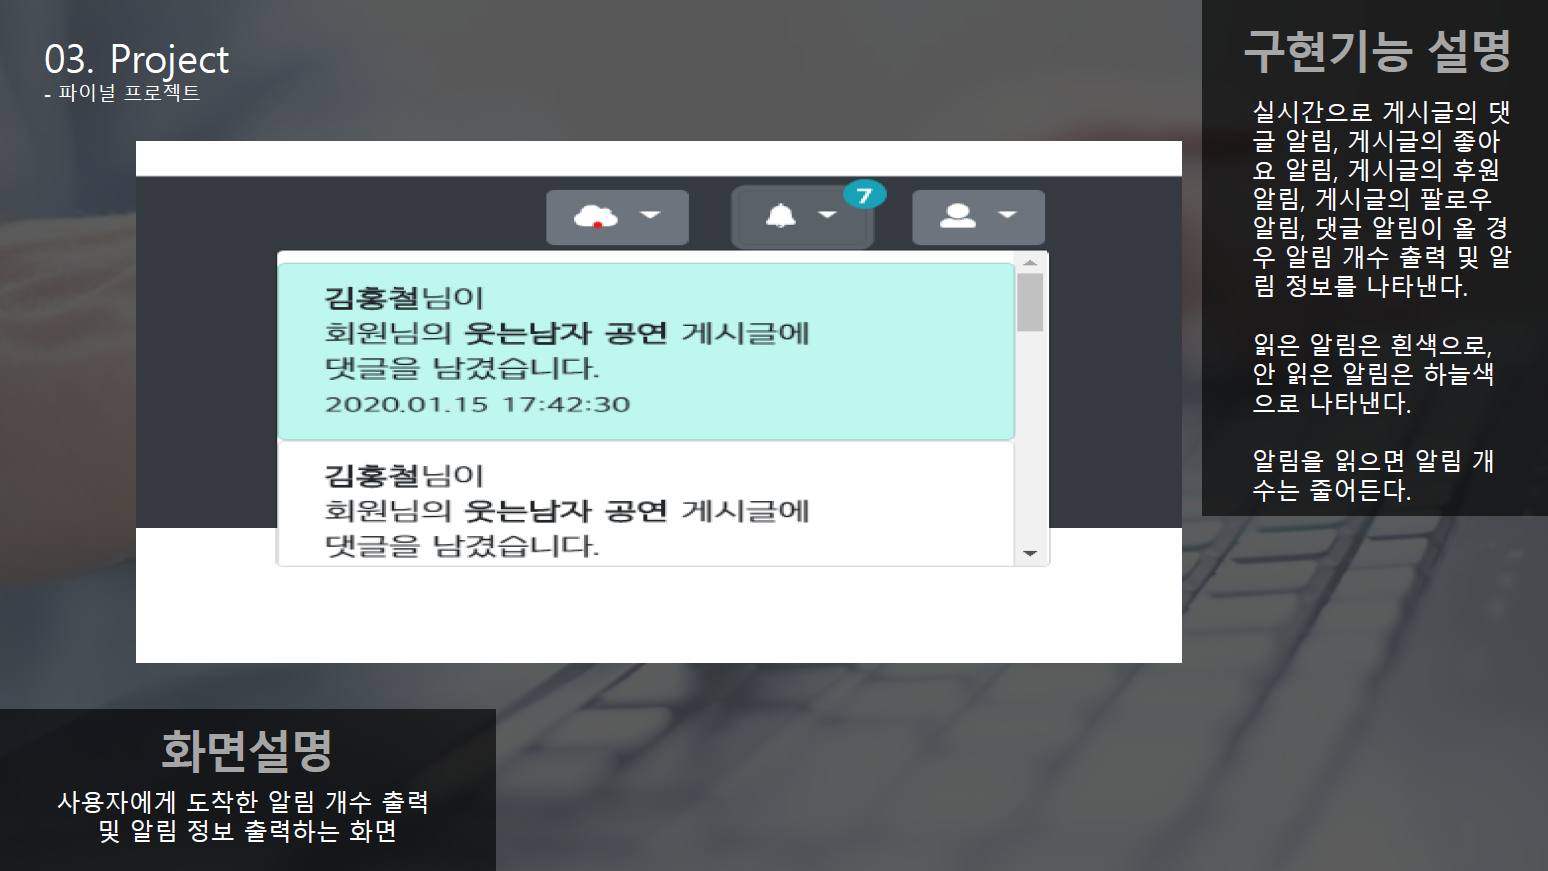 03. Project
- 파이널 프로젝트
7
김홍철님이
회원님의 웃는남자 공연 게시글에
댓글을 남겼습니다.
2020.01.15 17:42:30
김홍철님이
회원님의 웃는남자 공연 게시글에
댓글을 남겼습니다.
구현기능 설명
실시간으로 게시글의 댓
글 알림, 게시글의 좋아
요 알림, 게시글의 후원
알림, 게시글의 팔로우
알림, 댓글 알림이 올 경
우 알림 개수 출력 및 알
림 정보를 나타낸다.
읽은 알림은 흰색으로,
안 읽은 알림은 하늘색
으로 나타낸다.
알림을 읽으면 알림 개
수는 줄어든다.
화면설명
사용자에게 도착한 알림 개수 출력
및 알림 정보 출력하는 화면